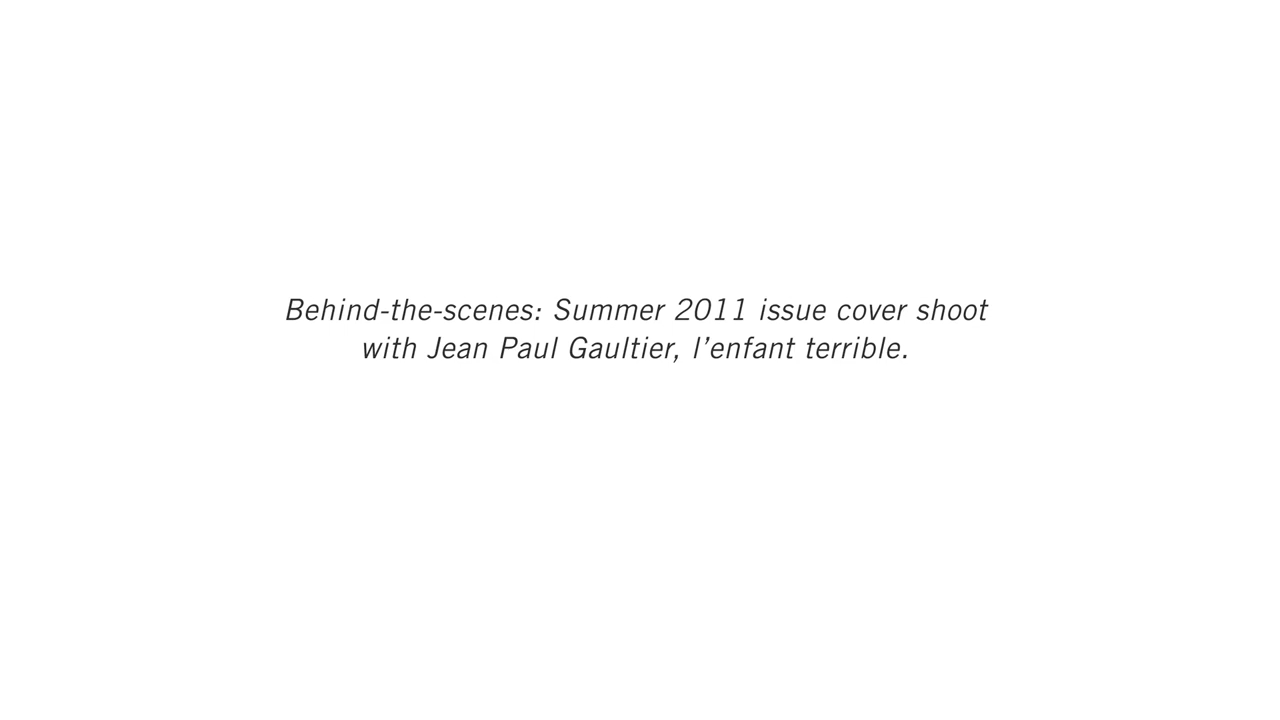 Behind-the-scenes: Summer 2011 issue cover shoot
with Jean Paul Gaultier, l’enfant terrible.